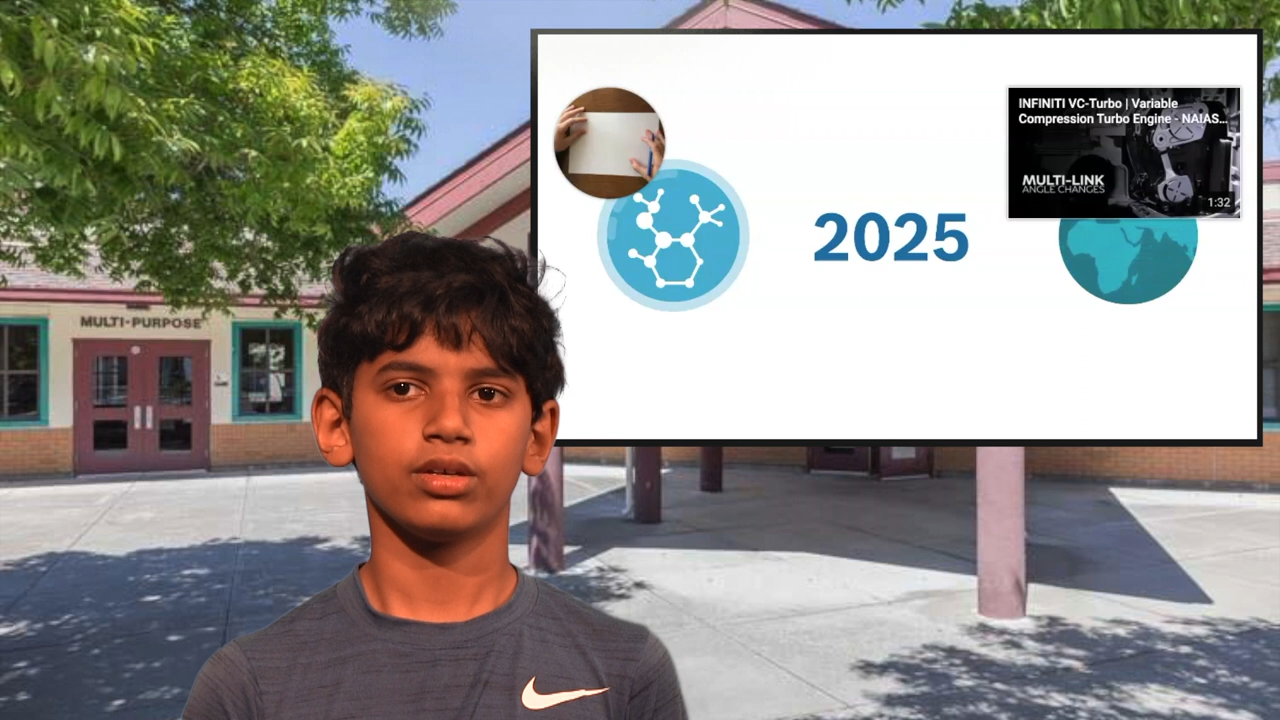 INFINITI VC-Turbo | Variable
Compression Turbo Engine - NAIAS...
MULTI-LINK
ANGLE CHANGES
1:32
2025
MULTI-PURPOSE